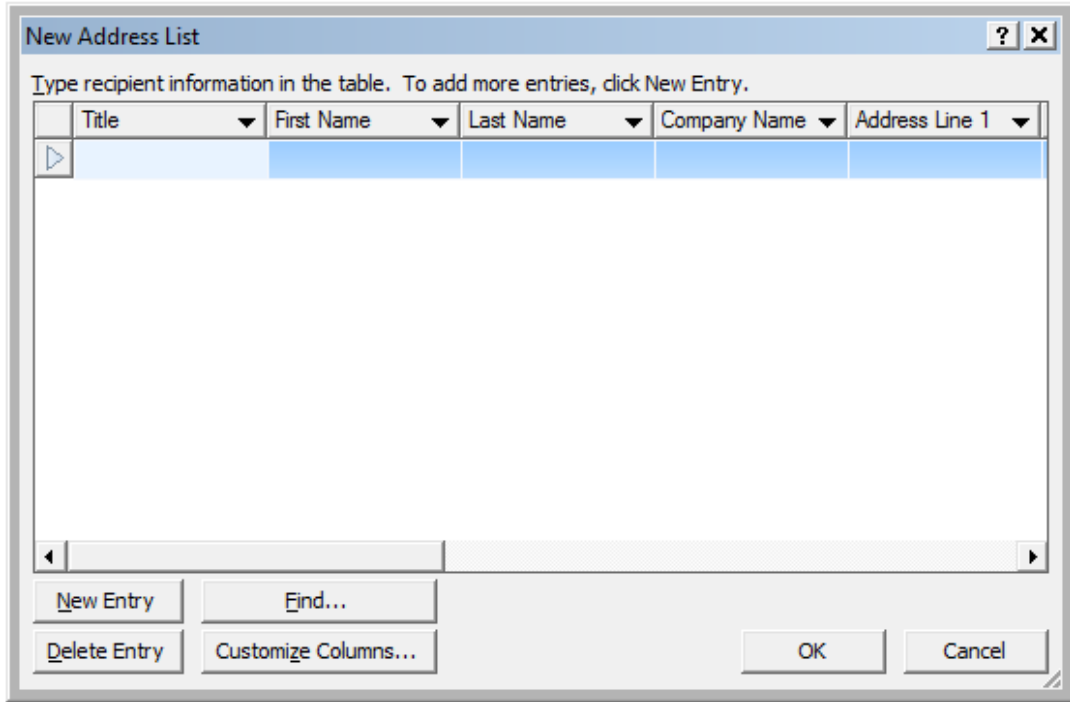 New Address List
Type recipient information in the table. To add more entries, click New Entry.
Title First Name Last Name Company Name Address Line 1
New Entry Find...
Delete Entry Customize Columns... OK Cancel